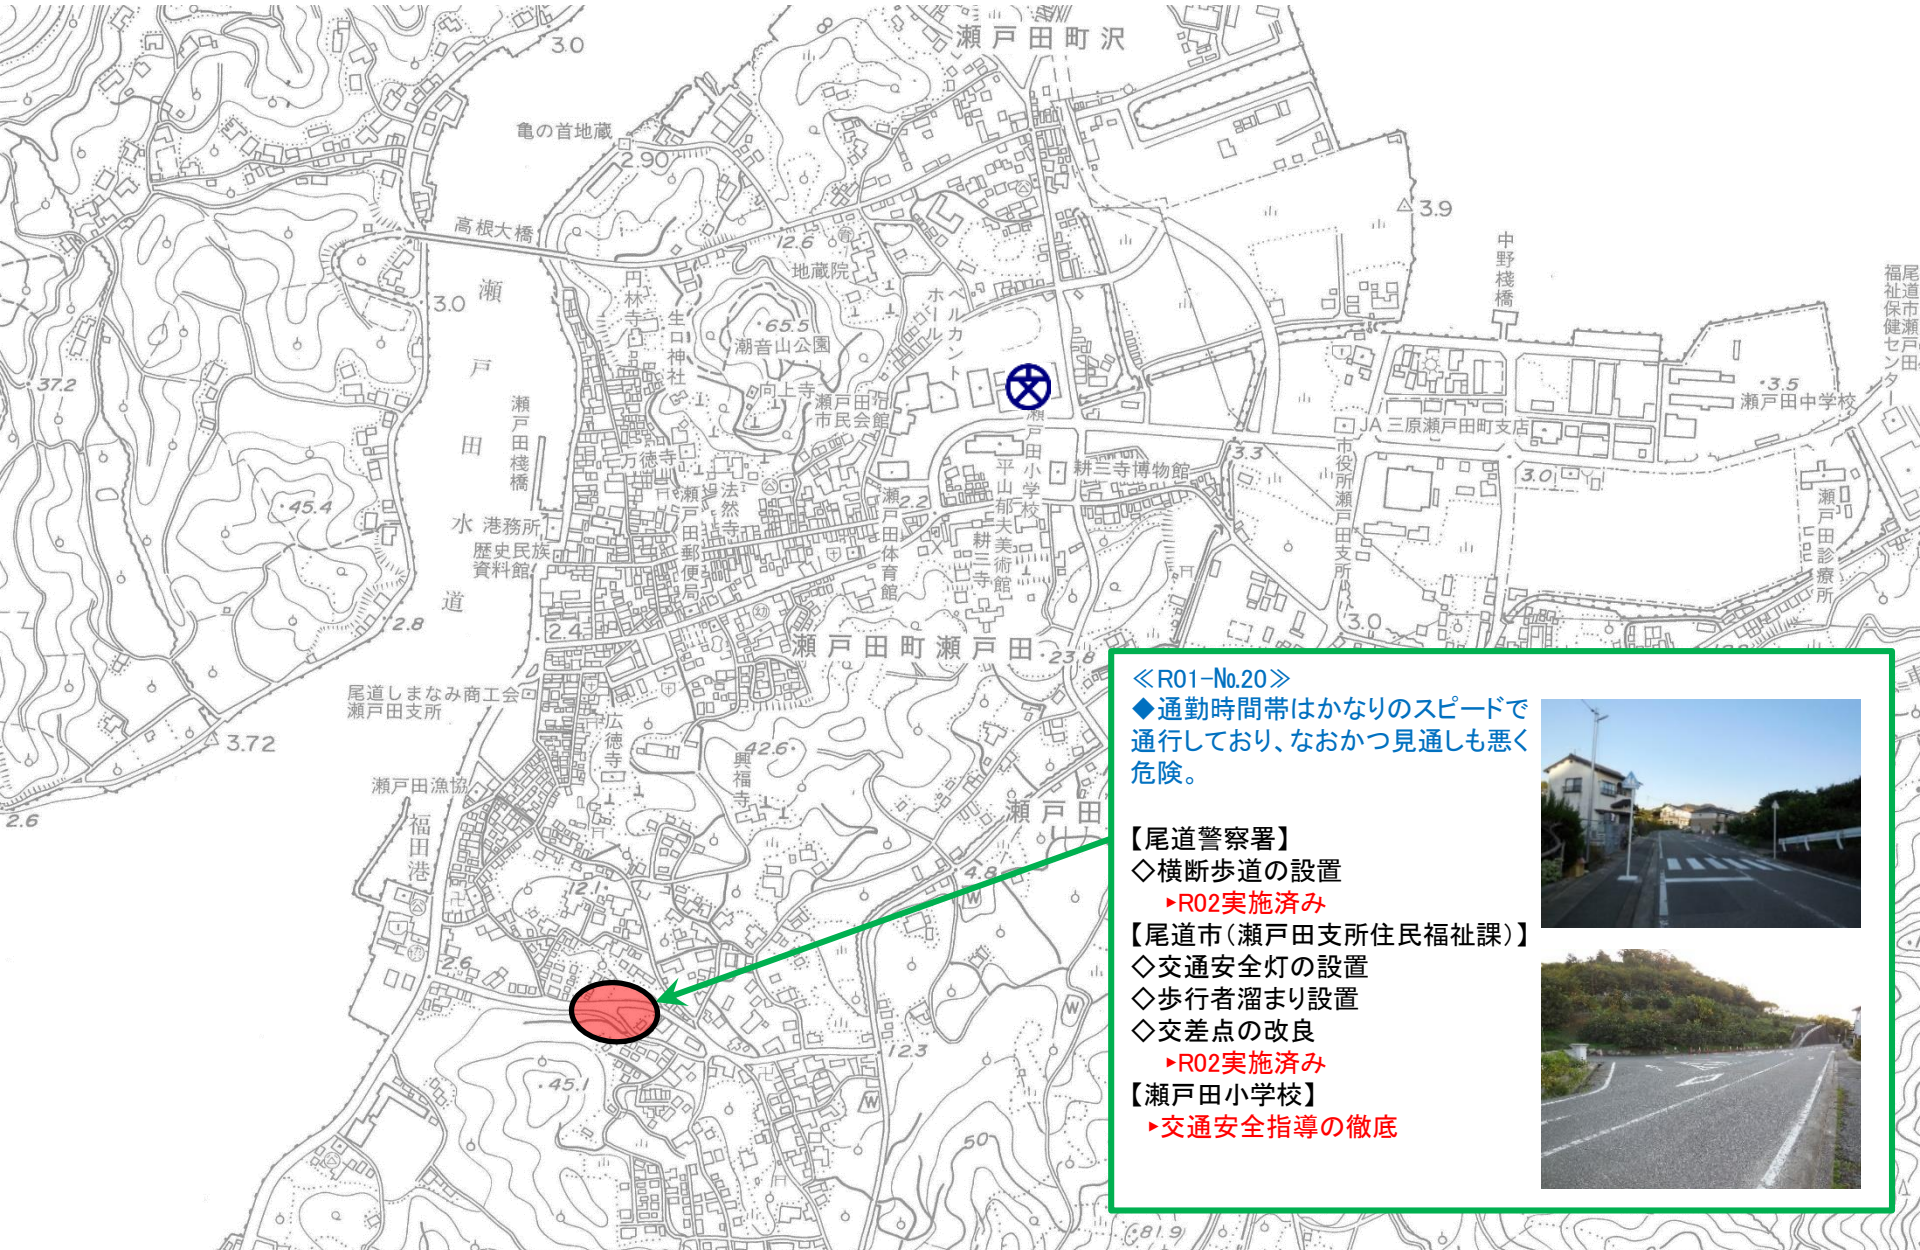 瀬戸田町沢
3.0
8
亀の首地蔵
2.90
3.9
高根大橋
12.6
中野棧橋
地蔵院
瀬戸田水道
3.0
円林寺
生口神社
ベルカントホール
65.5
潮音山公園
尾道市瀬戸田
福祉保健センター
37.2
向上寺
瀬戸田
市民会館
3.5
瀬戸田中学校
瀬戸田棧橋
JA三原瀬戸田町支店
瀬戸田小学校
3.3
耕三寺博物館
万徳寺
法然寺
3.0
45.4
瀬戸田郵便局
2.2
平山郁夫美術館
市役所瀬戸田支所
瀬戸田診療所
港務所
歴史民族
資料館
瀬戸田体育館
耕三寺
2.8
2.4
3.0
瀬戸田町瀬戸田
23.8
尾道しまなみ商工会
瀬戸田支所
広徳寺
3.72
42.6
興福寺
瀬戸田漁協
2.6
福田港
瀬戸田
12.1
4.8
W
2.6
W
12.3
45.1
W
50
81.9
≪R01-No.20≫
◆通勤時間帯はかなりのスピードで
通行しており、なおかつ見通しも悪く
危険。
【尾道警察署】
◇横断歩道の設置
▸R02実施済み
【尾道市(瀬戸田支所住民福祉課)】
◇交通安全灯の設置
◇歩行者溜まり設置
◇交差点の改良
▸R02実施済み
【瀬戸田小学校】
▸交通安全指導の徹底